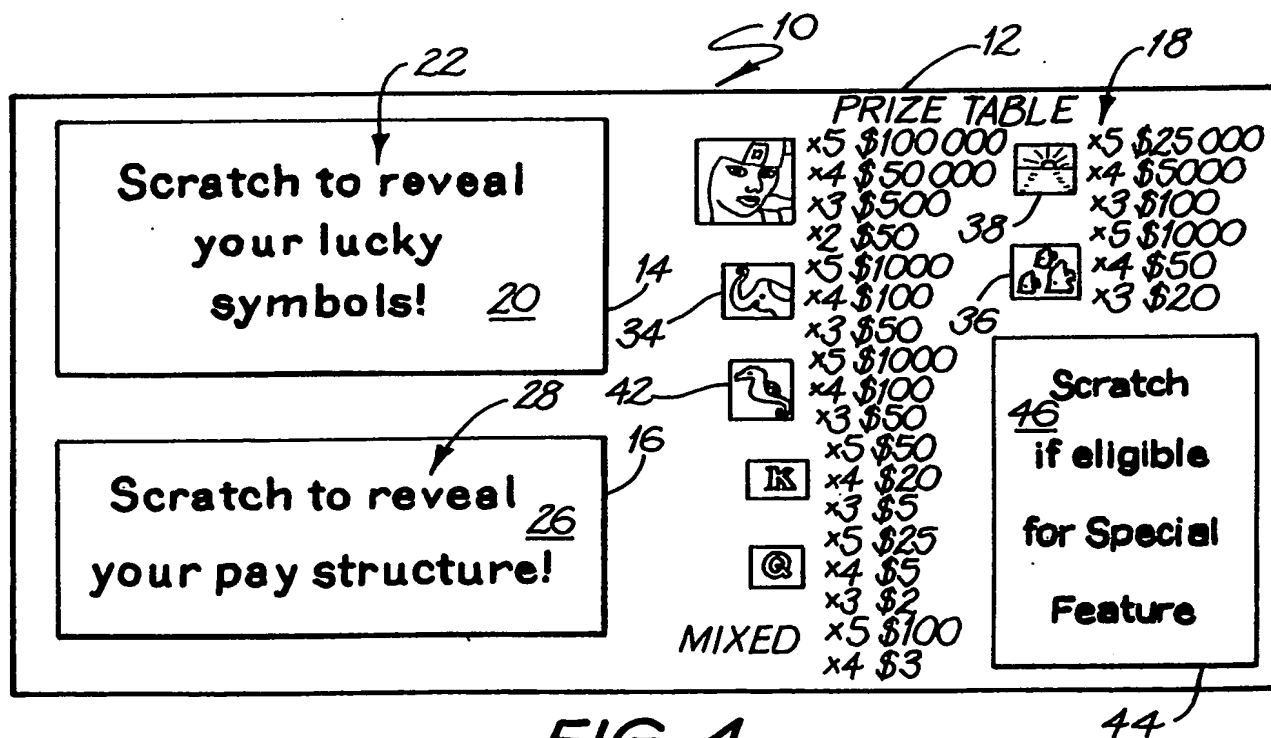 10
12
18
22
PRIZE TABLE
Scratch to reveal
your lucky
symbols!
20
14
x5 $100 000
x4 $50 000
x3 $500
x2 $50
34
x5 $1000
x4 $100
x3 $50
42
x5 $1000
x4 $100
x3 $50
K
x5 $50
x4 $20
x3 $5
Q
x5 $25
x4 $5
x3 $2
MIXED
x5 $100
x4 $3
38
x5 $25 000
x4 $5000
x3 $100
36
x5 $1000
x4 $50
x3 $20
28
16
Scratch to reveal
26
your pay structure!
46
Scratch
if eligible
for Special
Feature
44